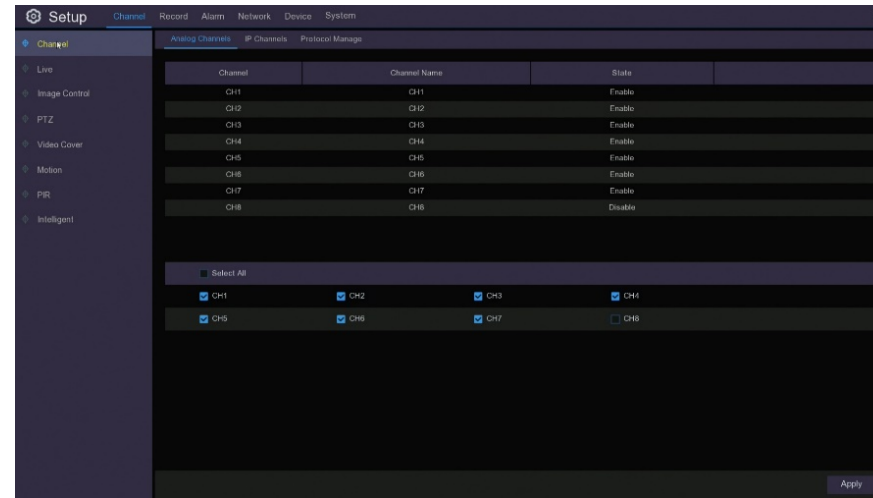 Setup Channel Record Alarm Network Device System
Channel
Live
Image Control
PTZ
Video Cover
Motion
PIR
Intelligent
Analog Channels IP Channels Protocol Manage
Channel Channel Name State
CH1 CH1 Enable
CH2 CH2 Enable
CH3 CH3 Enable
CH4 CH4 Enable
CH5 CH5 Enable
CH6 CH6 Enable
CH7 CH7 Enable
CH8 CH8 Disable
Select All
CH1 CH2 CH3 CH4
CH5 CH6 CH7 CH8
Apply